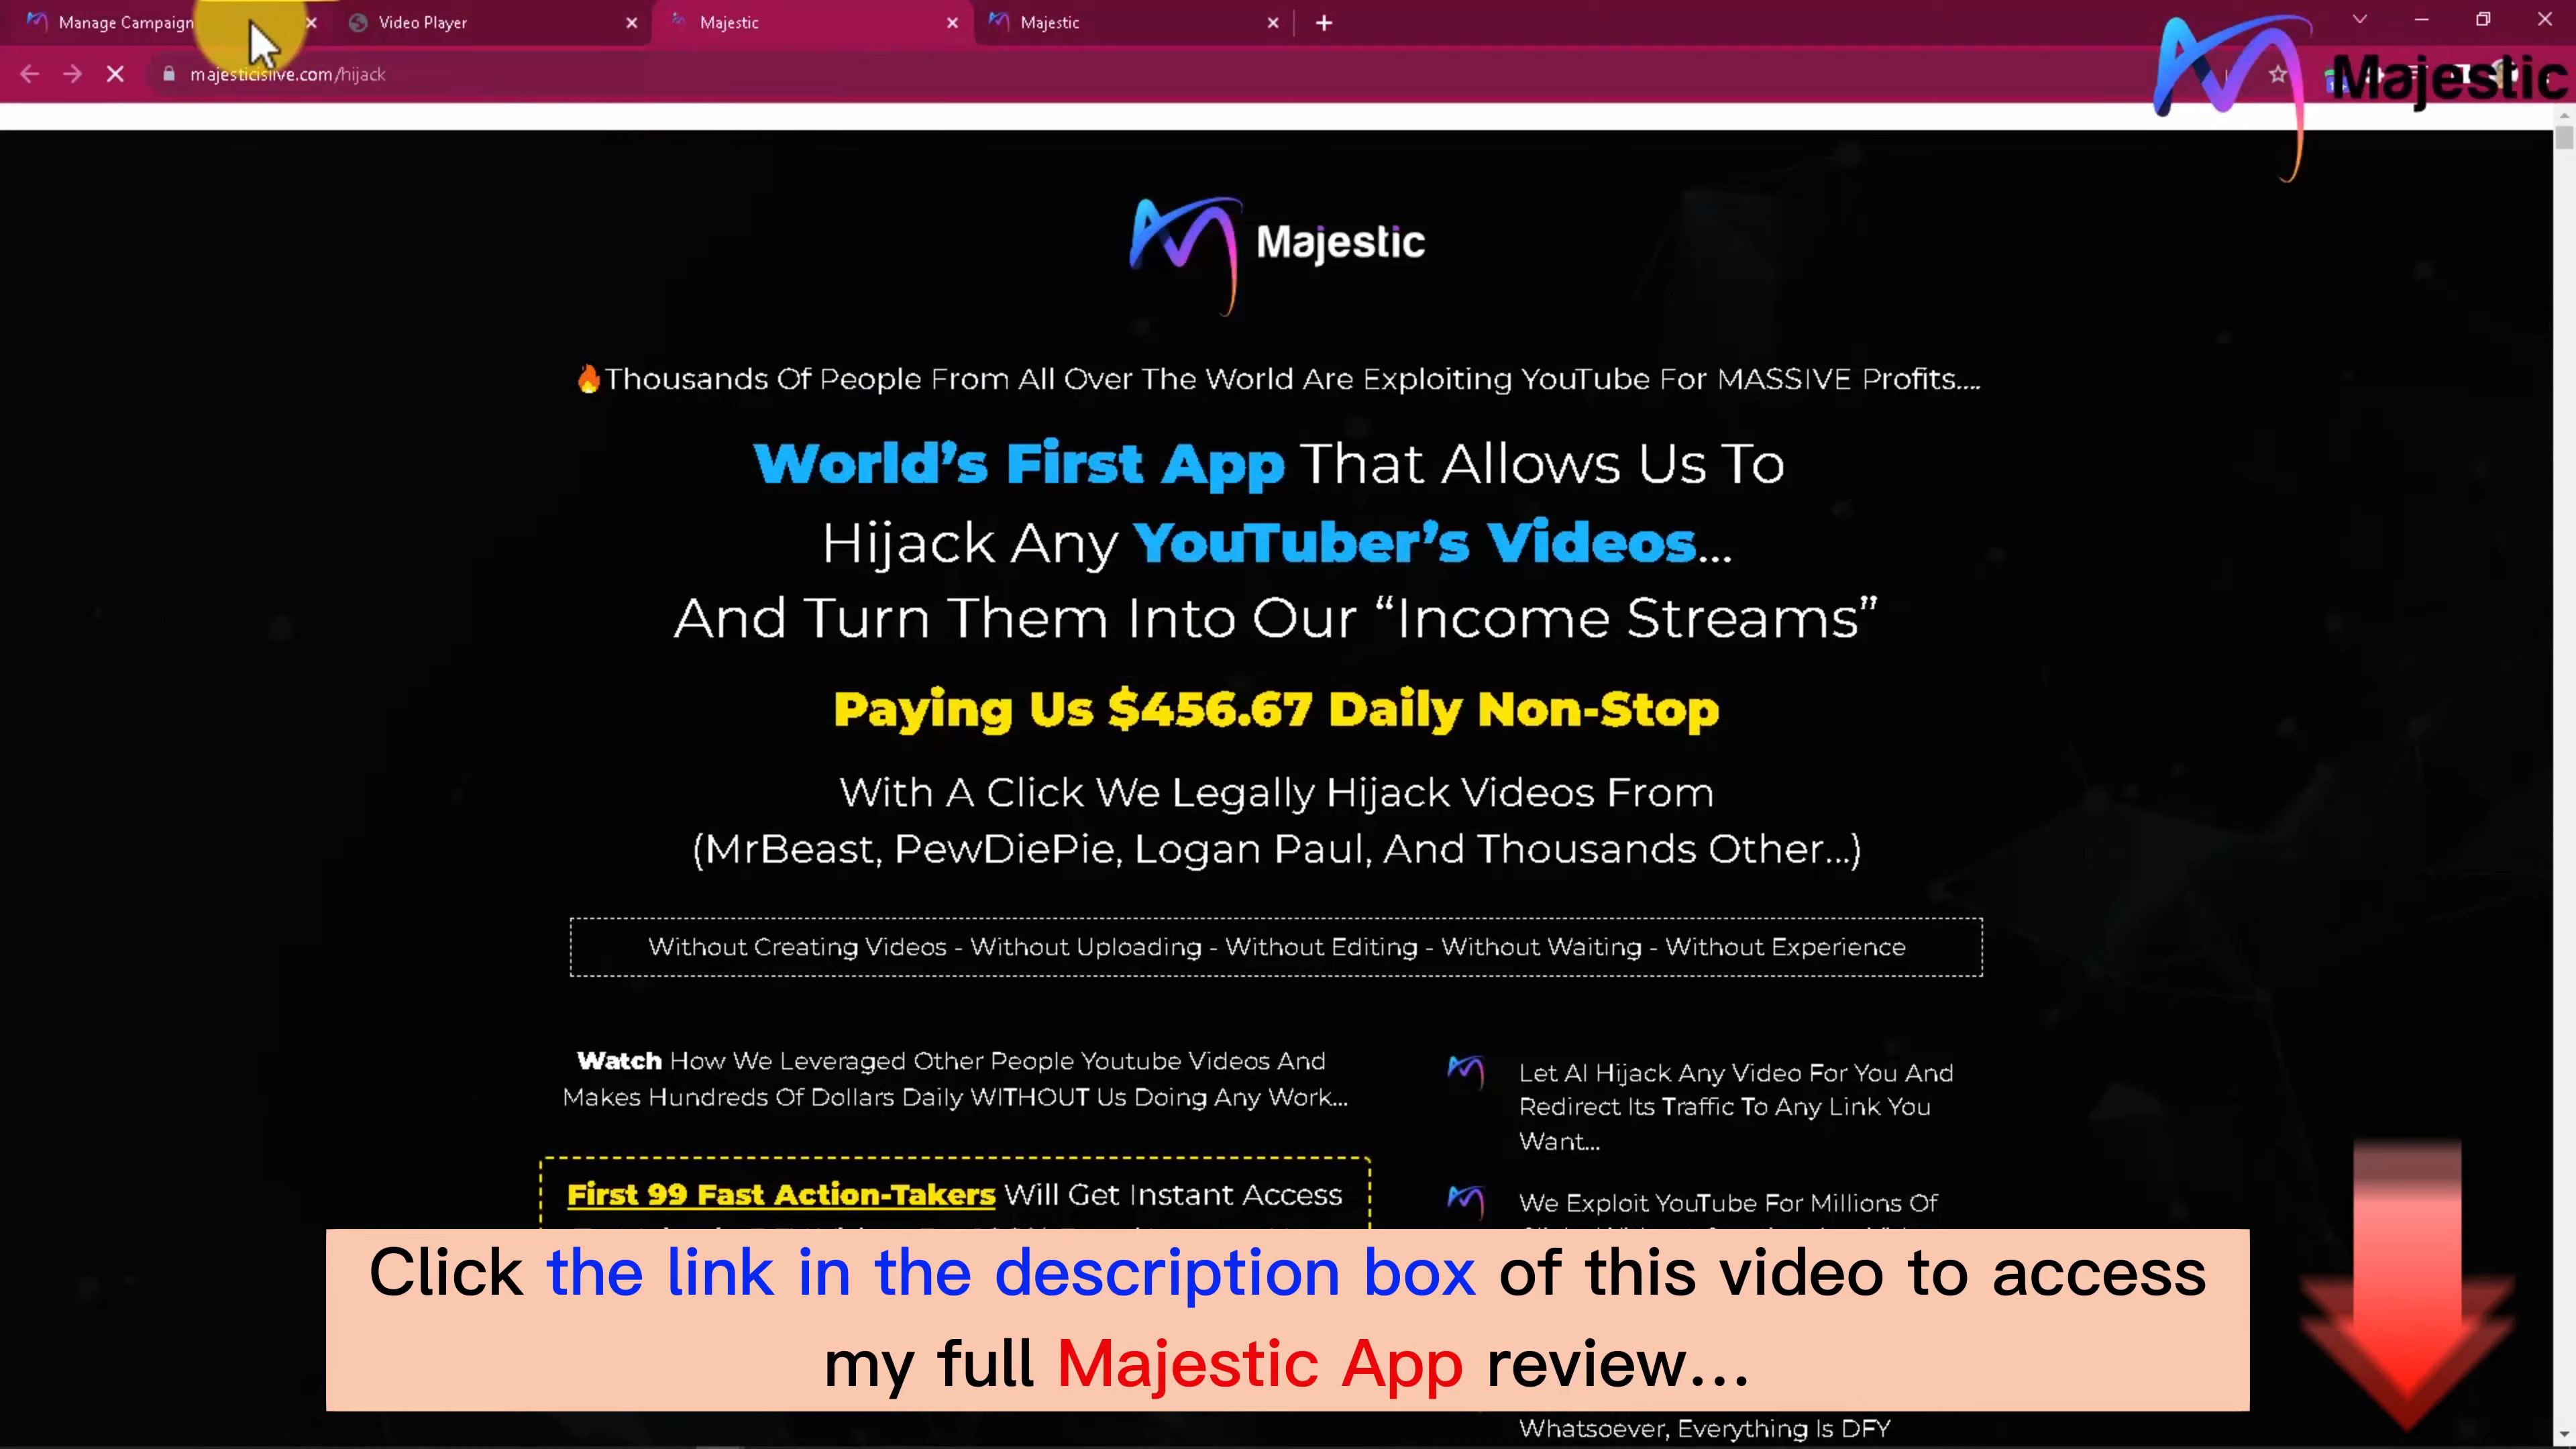 Manage Campaign
Video Player
Majestic
Majestic
majesticislive.com/hijack
Majestic
Majestic
Thousands Of People From All Over The World Are Exploiting YouTube For MASSIVE Profits....
World's First App That Allows Us To
Hijack Any YouTuber's Videos...
And Turn Them Into Our “Income Streams”
Paying Us $456.67 Daily Non-Stop
With A Click We Legally Hijack Videos From
(MrBeast, PewDiePie, Logan Paul, And Thousands Other...)
Without Creating Videos - Without Uploading - Without Editing - Without Waiting - Without Experience
Watch How We Leveraged Other People Youtube Videos And
Makes Hundreds Of Dollars Daily WITHOUT Us Doing Any Work...
First 99 Fast Action-Takers Will Get Instant Access
Let AI Hijack Any Video For You And
Redirect Its Traffic To Any Link You
Want...
We Exploit YouTube For Millions Of
Click the link in the description box of this video to access
my full Majestic App review...
Whatsoever, Everything Is DFY